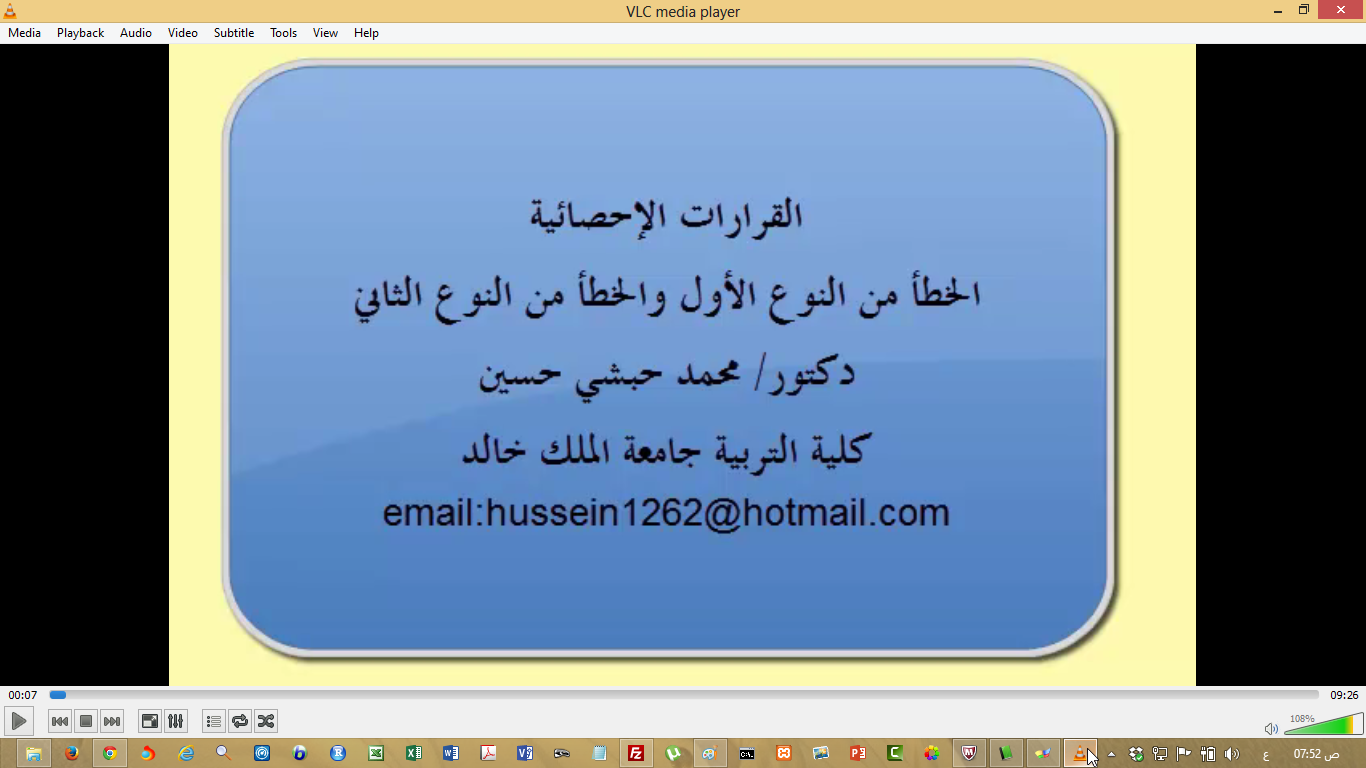 VLC media player
Media Playback Audio Video Subtitle Tools View Help
القرارات الإحصائية
الخطأ من النوع الأول والخطأ من النوع الثاني
دكتور/ محمد حبشي حسين
كلية التربية جامعة الملك خالد
email:hussein1262@hotmail.com
00:07 09:26
108%
ع 07:52 ص